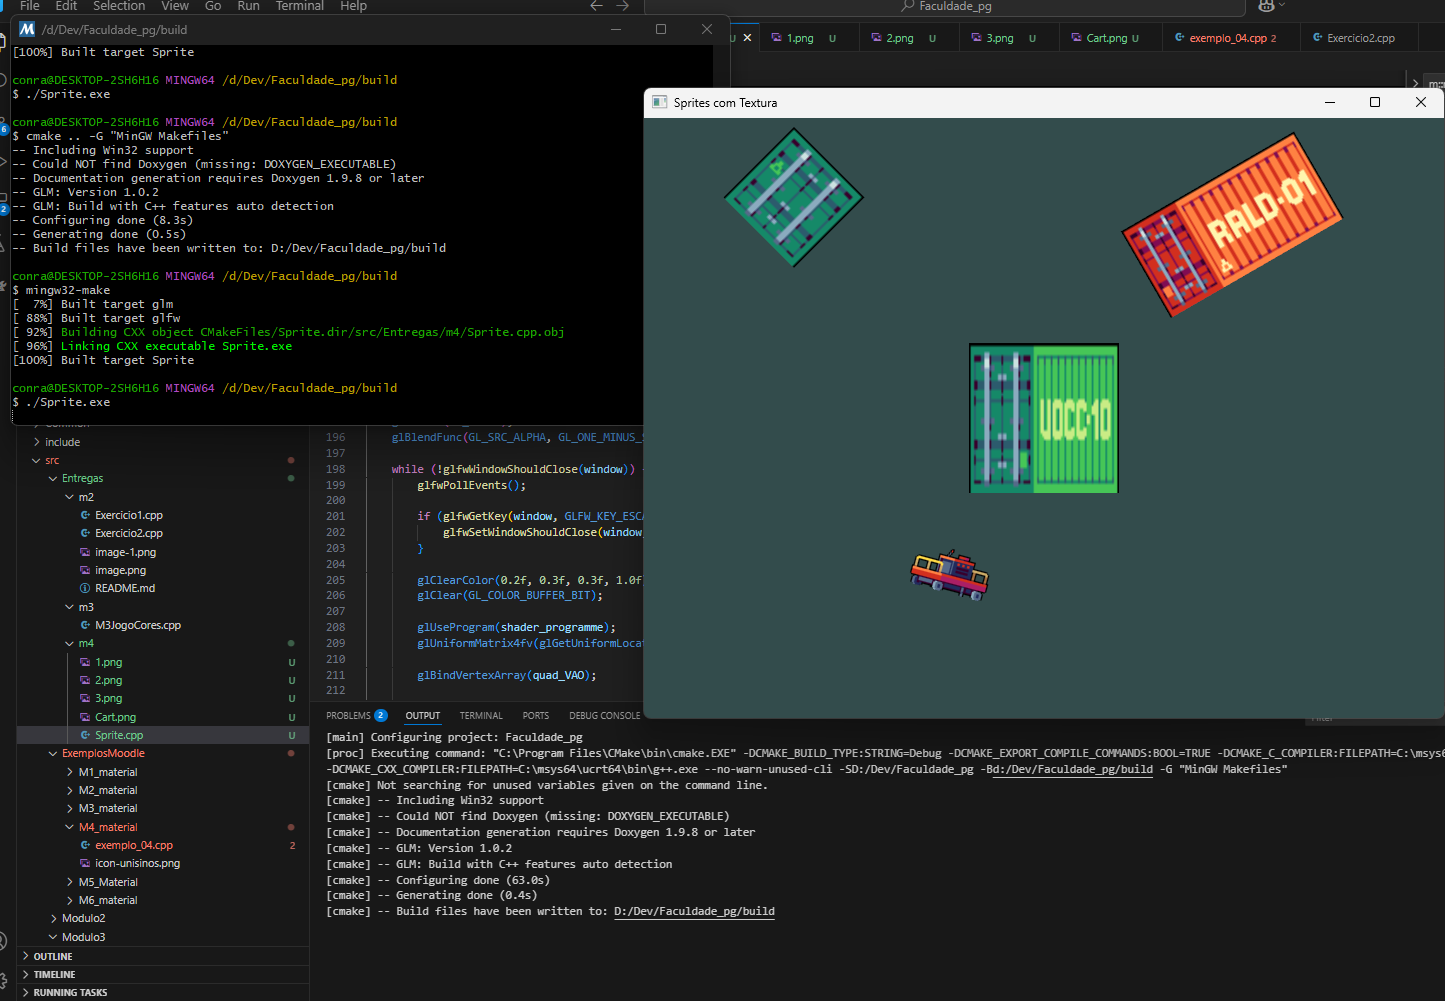 File Edit Selection View Go Run Terminal Help
Faculdade_pg
/d/Dev/Faculdade_pg/build
[100%] Built target Sprite
conra@DESKTOP-2SH6H16 MINGW64 /d/Dev/Faculdade_pg/build
$ ./Sprite.exe
conra@DESKTOP-2SH6H16 MINGW64 /d/Dev/Faculdade_pg/build
$ cmake .. -G "MinGW Makefiles"
-- Including Win32 support
-- Could NOT find Doxygen (missing: DOXYGEN_EXECUTABLE)
-- Documentation generation requires Doxygen 1.9.8 or later
-- GLM: Version 1.0.2
-- GLM: Build with C++ features auto detection
-- Configuring done (8.3s)
-- Generating done (0.5s)
-- Build files have been written to: D:/Dev/Faculdade_pg/build
conra@DESKTOP-2SH6H16 MINGW64 /d/Dev/Faculdade_pg/build
$ mingw32-make
[  7%] Built target glm
[ 88%] Built target glfw
[ 92%] Building CXX object CMakeFiles/Sprite.dir/src/Entregas/m4/Sprite.cpp.obj
[ 96%] Linking CXX executable Sprite.exe
[100%] Built target Sprite
conra@DESKTOP-2SH6H16 MINGW64 /d/Dev/Faculdade_pg/build
$ ./Sprite.exe
U 1.png U 2.png U 3.png U Cart.png U exemplo_04.cpp 2 Exercicio2.cpp
Sprites com Textura
RALD-01
UOCC-10
6
2
include
src
Entregas
m2
Exercicio1.cpp
Exercicio2.cpp
image-1.png
image.png
README.md
m3
M3JogoCores.cpp
m4
1.png U
2.png U
3.png U
Cart.png U
Sprite.cpp U
ExemplosMoodle
M1_material
M2_material
M3_material
M4_material
exemplo_04.cpp 2
icon-unisinos.png
M5_Material
M6_material
Modulo2
Modulo3
OUTLINE
TIMELINE
RUNNING TASKS
196 glBlendFunc(GL_SRC_ALPHA, GL_ONE_MINUS_
197
198 while (!glfwWindowShouldClose(window))
199 glfwPollEvents();
200
201 if (glfwGetKey(window, GLFW_KEY_ESC
202 glfwSetWindowShouldClose(window
203 }
204
205 glClearColor(0.2f, 0.3f, 0.3f, 1.0f
206 glClear(GL_COLOR_BUFFER_BIT);
207
208 glUseProgram(shader_programme);
209 glUniformMatrix4fv(glGetUniformLoca
210
211 glBindVertexArray(quad_VAO);
212
PROBLEMS 2 OUTPUT TERMINAL PORTS DEBUG CONSOLE
[main] Configuring project: Faculdade_pg
[proc] Executing command: "C:\Program Files\CMake\bin\cmake.EXE" -DCMAKE_BUILD_TYPE:STRING=Debug -DCMAKE_EXPORT_COMPILE_COMMANDS:BOOL=TRUE -DCMAKE_C_COMPILER:FILEPATH=C:\msys6
-DCMAKE_CXX_COMPILER:FILEPATH=C:\msys64\ucrt64\bin\g++.exe --no-warn-unused-cli -SD:/Dev/Faculdade_pg -Bd:/Dev/Faculdade_pg/build -G "MinGW Makefiles"
[cmake] Not searching for unused variables given on the command line.
[cmake] -- Including Win32 support
[cmake] -- Could NOT find Doxygen (missing: DOXYGEN_EXECUTABLE)
[cmake] -- Documentation generation requires Doxygen 1.9.8 or later
[cmake] -- GLM: Version 1.0.2
[cmake] -- GLM: Build with C++ features auto detection
[cmake] -- Configuring done (63.0s)
[cmake] -- Generating done (0.4s)
[cmake] -- Build files have been written to: D:/Dev/Faculdade_pg/build